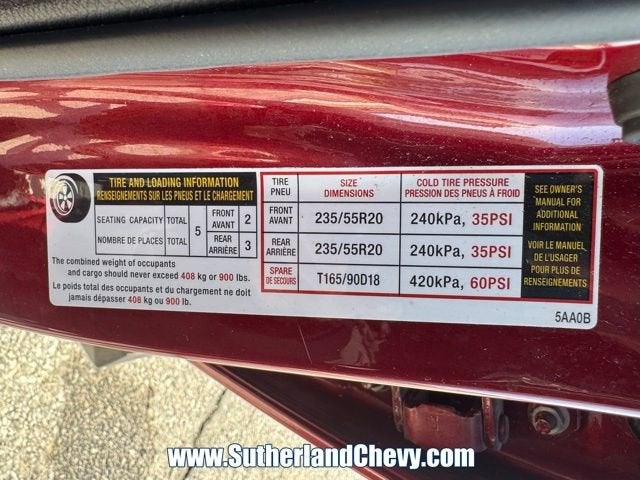 TIRE AND LOADING INFORMATION
RENSEIGNEMENTS SUR LES PNEUS ET LE CHARGEMENT
SEATING CAPACITY TOTAL 5 FRONT AVANT 2
NOMBRE DE PLACES TOTAL REAR ARRIÈRE 3
The combined weight of occupants
and cargo should never exceed 408 kg or 900 lbs.
Le poids total des occupants et du chargement ne doit
jamais dépasser 408 kg ou 900 lb.
TIRE PNEU SIZE DIMENSIONS COLD TIRE PRESSURE PRESSION DES PNEUS À FROID
FRONT AVANT 235/55R20 240kPa, 35PSI
REAR ARRIÈRE 235/55R20 240kPa, 35PSI
SPARE DE SECOURS T165/90D18 420kPa, 60PSI
SEE OWNER'S
MANUAL FOR
ADDITIONAL
INFORMATION
VOIR LE MANUEL
DE L'USAGER
POUR PLUS DE
RENSEIGNEMENTS
5AA0B
www.SutherlandChevy.com